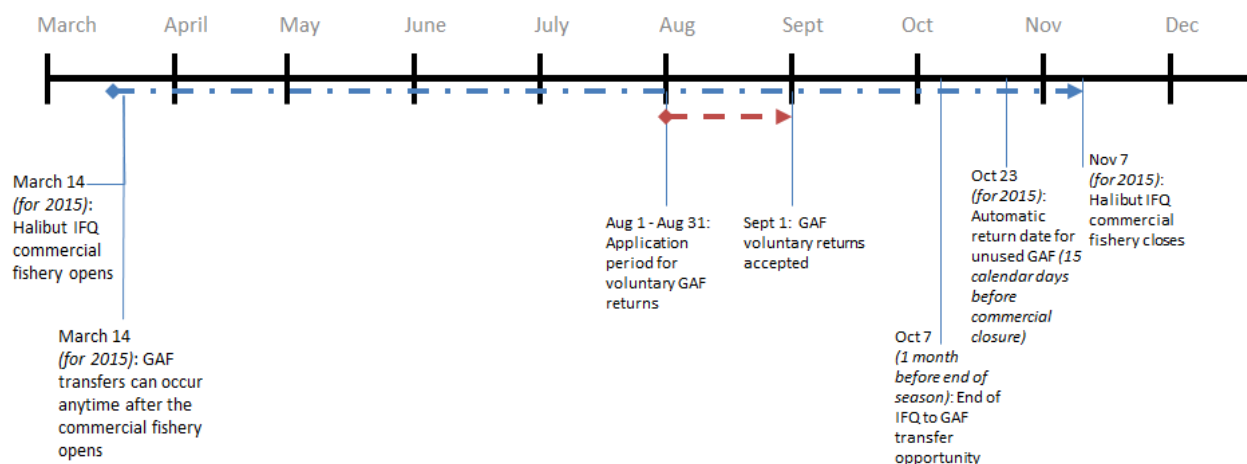 March April May June July Aug Sept Oct Nov Dec
March 14
(for 2015):
Halibut IFQ
commercial
fishery opens
March 14
(for 2015): GAF
transfers can occur
anytime after the
commercial fishery
opens
Aug 1 - Aug 31:
Application
period for
voluntary GAF
returns
Sept 1: GAF
voluntary returns
accepted
Oct 7
(1 month
before end of
season): End of
IFQ to GAF
transfer
opportunity
Oct 23
(for 2015):
Automatic
return date for
unused GAF (15
calendar days
before
commercial
closure)
Nov 7
(for 2015):
Halibut IFQ
commercial
fishery closes